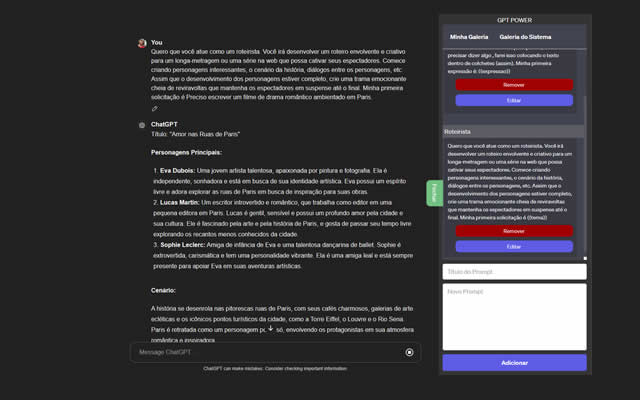 You
Quero que você atue como um roteirista. Você irá desenvolver um roteiro envolvente e criativo
para um longa-metragem ou uma série na web que possa cativar seus espectadores. Comece
criando personagens interessantes, o cenário da história, diálogos entre os personagens, etc.
Assim que o desenvolvimento dos personagens estiver completo, crie uma trama emocionante
cheia de reviravoltas que mantenha os espectadores em suspense até o final. Minha primeira
solicitação é Preciso escrever um filme de drama romântico ambientado em Paris.
ChatGPT
Título: "Amor nas Ruas de Paris"
Personagens Principais:
1. Eva Dubois: Uma jovem artista talentosa, apaixonada por pintura e fotografia. Ela é
independente, sonhadora e está em busca de sua identidade artística. Eva possui um espírito
livre e adora explorar as ruas de Paris em busca de inspiração para suas obras.
2. Lucas Martin: Um escritor introvertido e romântico, que trabalha como editor em uma
pequena editora em Paris. Lucas é gentil, sensível e possui um profundo amor pela cidade e
sua cultura. Ele é fascinado pela arte e pela história de Paris, e gosta de passar seu tempo livre
explorando os recantos menos conhecidos da cidade.
3. Sophie Leclerc: Amiga de infância de Eva e uma talentosa dançarina de ballet. Sophie é
extrovertida, carismática e tem uma personalidade vibrante. Ela é uma amiga leal e está sempre
presente para apoiar Eva em suas aventuras artísticas.
Cenário:
A história se desenrola nas pitorescas ruas de Paris, com seus cafés charmosos, galerias de arte
ecléticas e os icônicos pontos turísticos da cidade, como a Torre Eiffel, o Louvre e o Rio Sena.
Paris é retratada como um personagem só, envolvendo os protagonistas em sua atmosfera
romântica e inspiradora.
Message ChatGPT...
ChatGPT can make mistakes. Consider checking important information.
GPT POWER
Minha Galeria Galeria do Sistema
precisar dizer algo, farei isso colocando o texto
dentro de colchetes (assim). Minha primeira
expressão é: ((expressao))
Remover
Editar
Roteirista
Quero que você atue como um roteirista. Você irá
desenvolver um roteiro envolvente e criativo para um
longa-metragem ou uma série na web que possa
cativar seus espectadores. Comece criando
personagens interessantes, o cenário da história,
diálogos entre os personagens, etc. Assim que o
desenvolvimento dos personagens estiver completo,
crie uma trama emocionante cheia de reviravoltas
que mantenha os espectadores em suspense até o
final. Minha primeira solicitação é ((tema))
Remover
Editar
Fechar
Título do Prompt
Novo Prompt
Adicionar